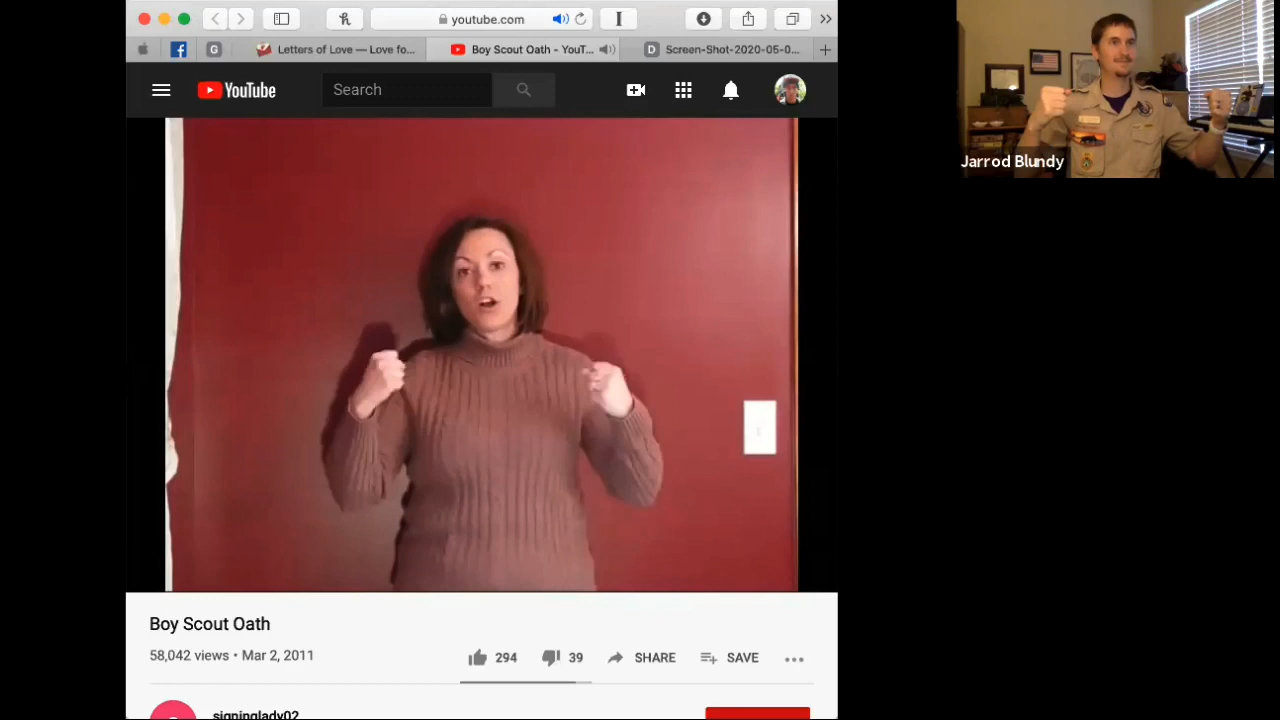 youtube.com
G
Letters of Love — Love fo...
Boy Scout Oath - YouT...
D
Screen-Shot-2020-05-0...
YouTube
Search
Jarrod Blundy
Boy Scout Oath
58,042 views • Mar 2, 2011
294
39
SHARE
SAVE
signinglady02